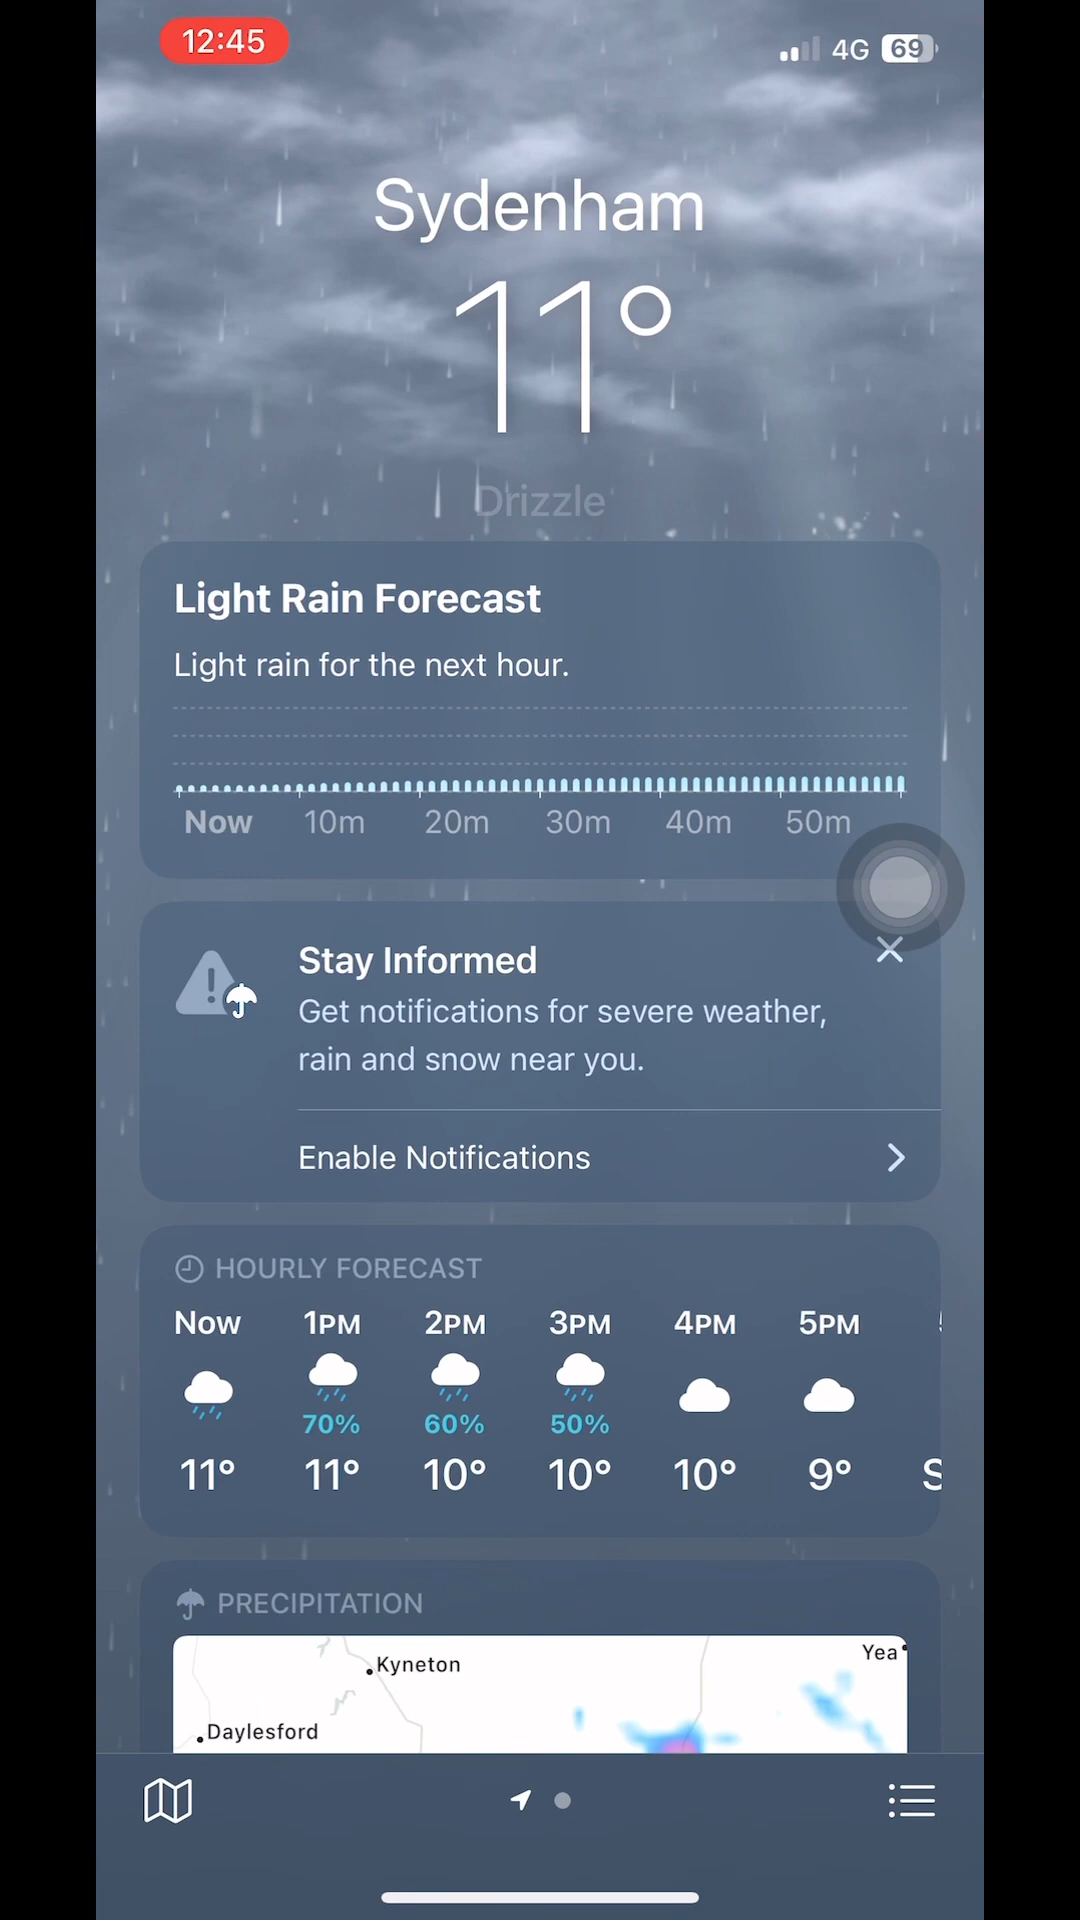 12:45
4G 69
Sydenham
11°
Drizzle
Light Rain Forecast
Light rain for the next hour.
Now 10m 20m 30m 40m 50m
Stay Informed
Get notifications for severe weather,
rain and snow near you.
Enable Notifications
HOURLY FORECAST
Now 1PM 2PM 3PM 4PM 5PM
70% 60% 50%
11° 11° 10° 10° 10° 9°
PRECIPITATION
Yea
Kyneton
Daylesford